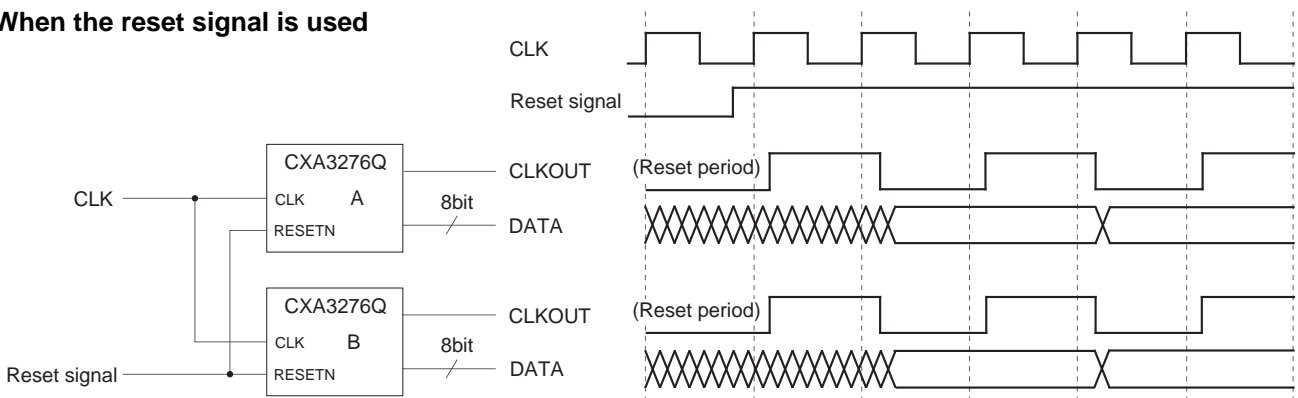 When the reset signal is used
CLK
Reset signal
CXA3276Q
CLK A
RESETN
CLK
8bit
CLKOUT
DATA
(Reset period)
CXA3276Q
CLK B
RESETN
Reset signal
8bit
CLKOUT
DATA
(Reset period)